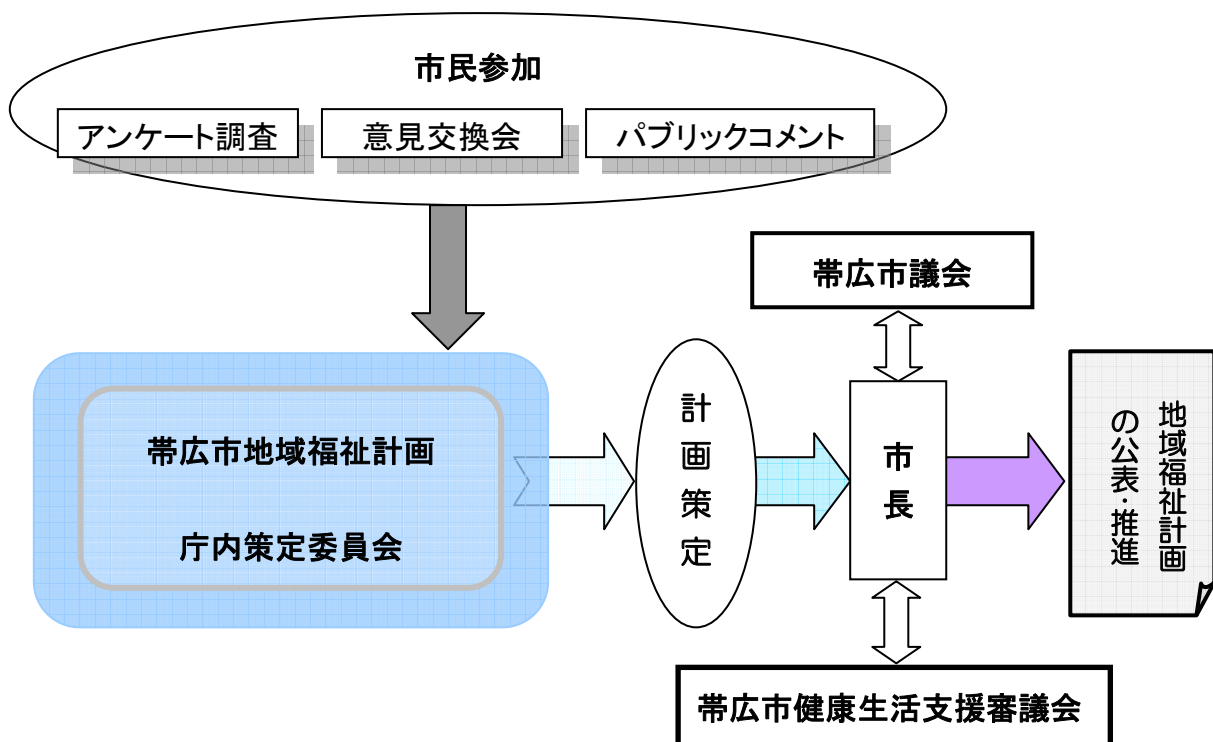 市民参加
アンケート調査
意見交換会
パブリックコメント
帯広市議会
帯広市地域福祉計画
庁内策定委員会
計画策定
市長
地域福祉計画
の公表・推進
帯広市健康生活支援審議会